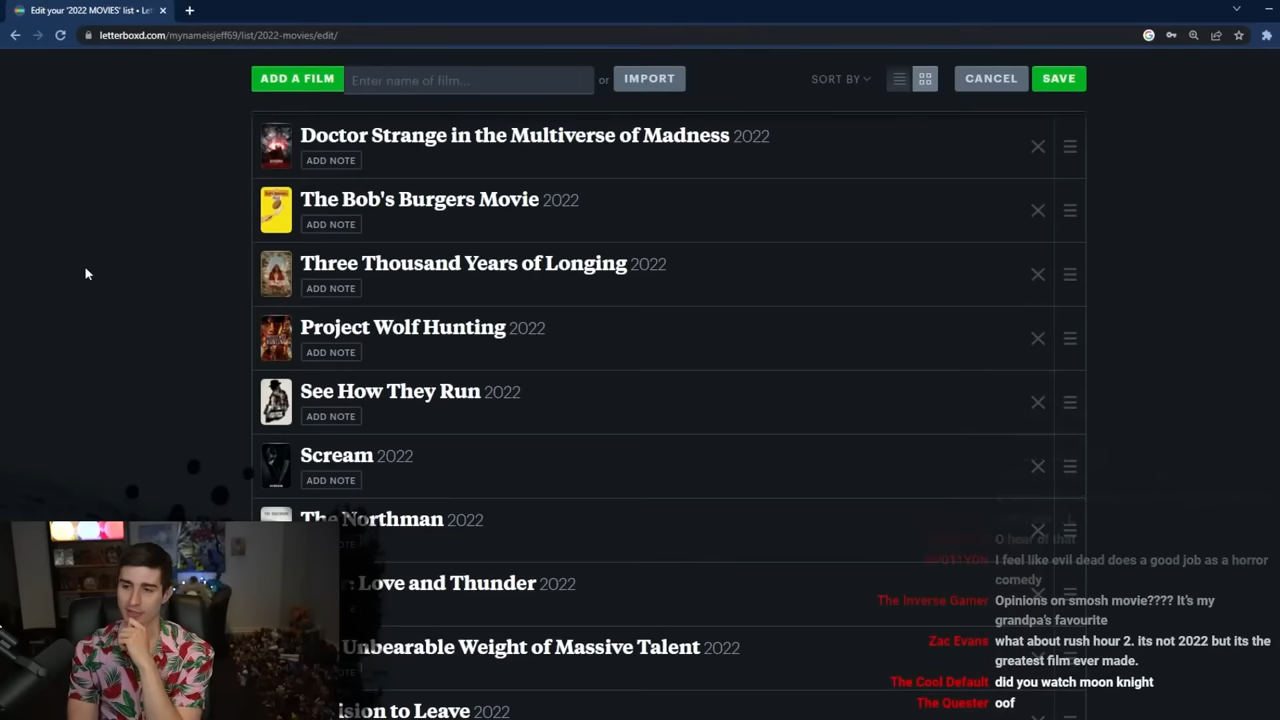 Edit your '2022 MOVIES' list • Let
letterboxd.com/mynameisjeff69/list/2022-movies/edit/
ADD A FILM
Enter name of film...
or
IMPORT
SORT BY
CANCEL
SAVE
Doctor Strange in the Multiverse of Madness 2022
ADD NOTE
The Bob's Burgers Movie 2022
ADD NOTE
Three Thousand Years of Longing 2022
ADD NOTE
Project Wolf Hunting 2022
ADD NOTE
See How They Run 2022
ADD NOTE
Scream 2022
ADD NOTE
The Northman 2022
: Love and Thunder 2022
Unbearable Weight of Massive Talent 2022
ision to Leave 2022
O hear of that
I feel like evil dead does a good job as a horror
comedy
The Inverse Gamer Opinions on smosh movie???? It's my
grandpa's favourite
Zac Evans what about rush hour 2. its not 2022 but its the
greatest film ever made.
The Cool Default did you watch moon knight
The Quester oof